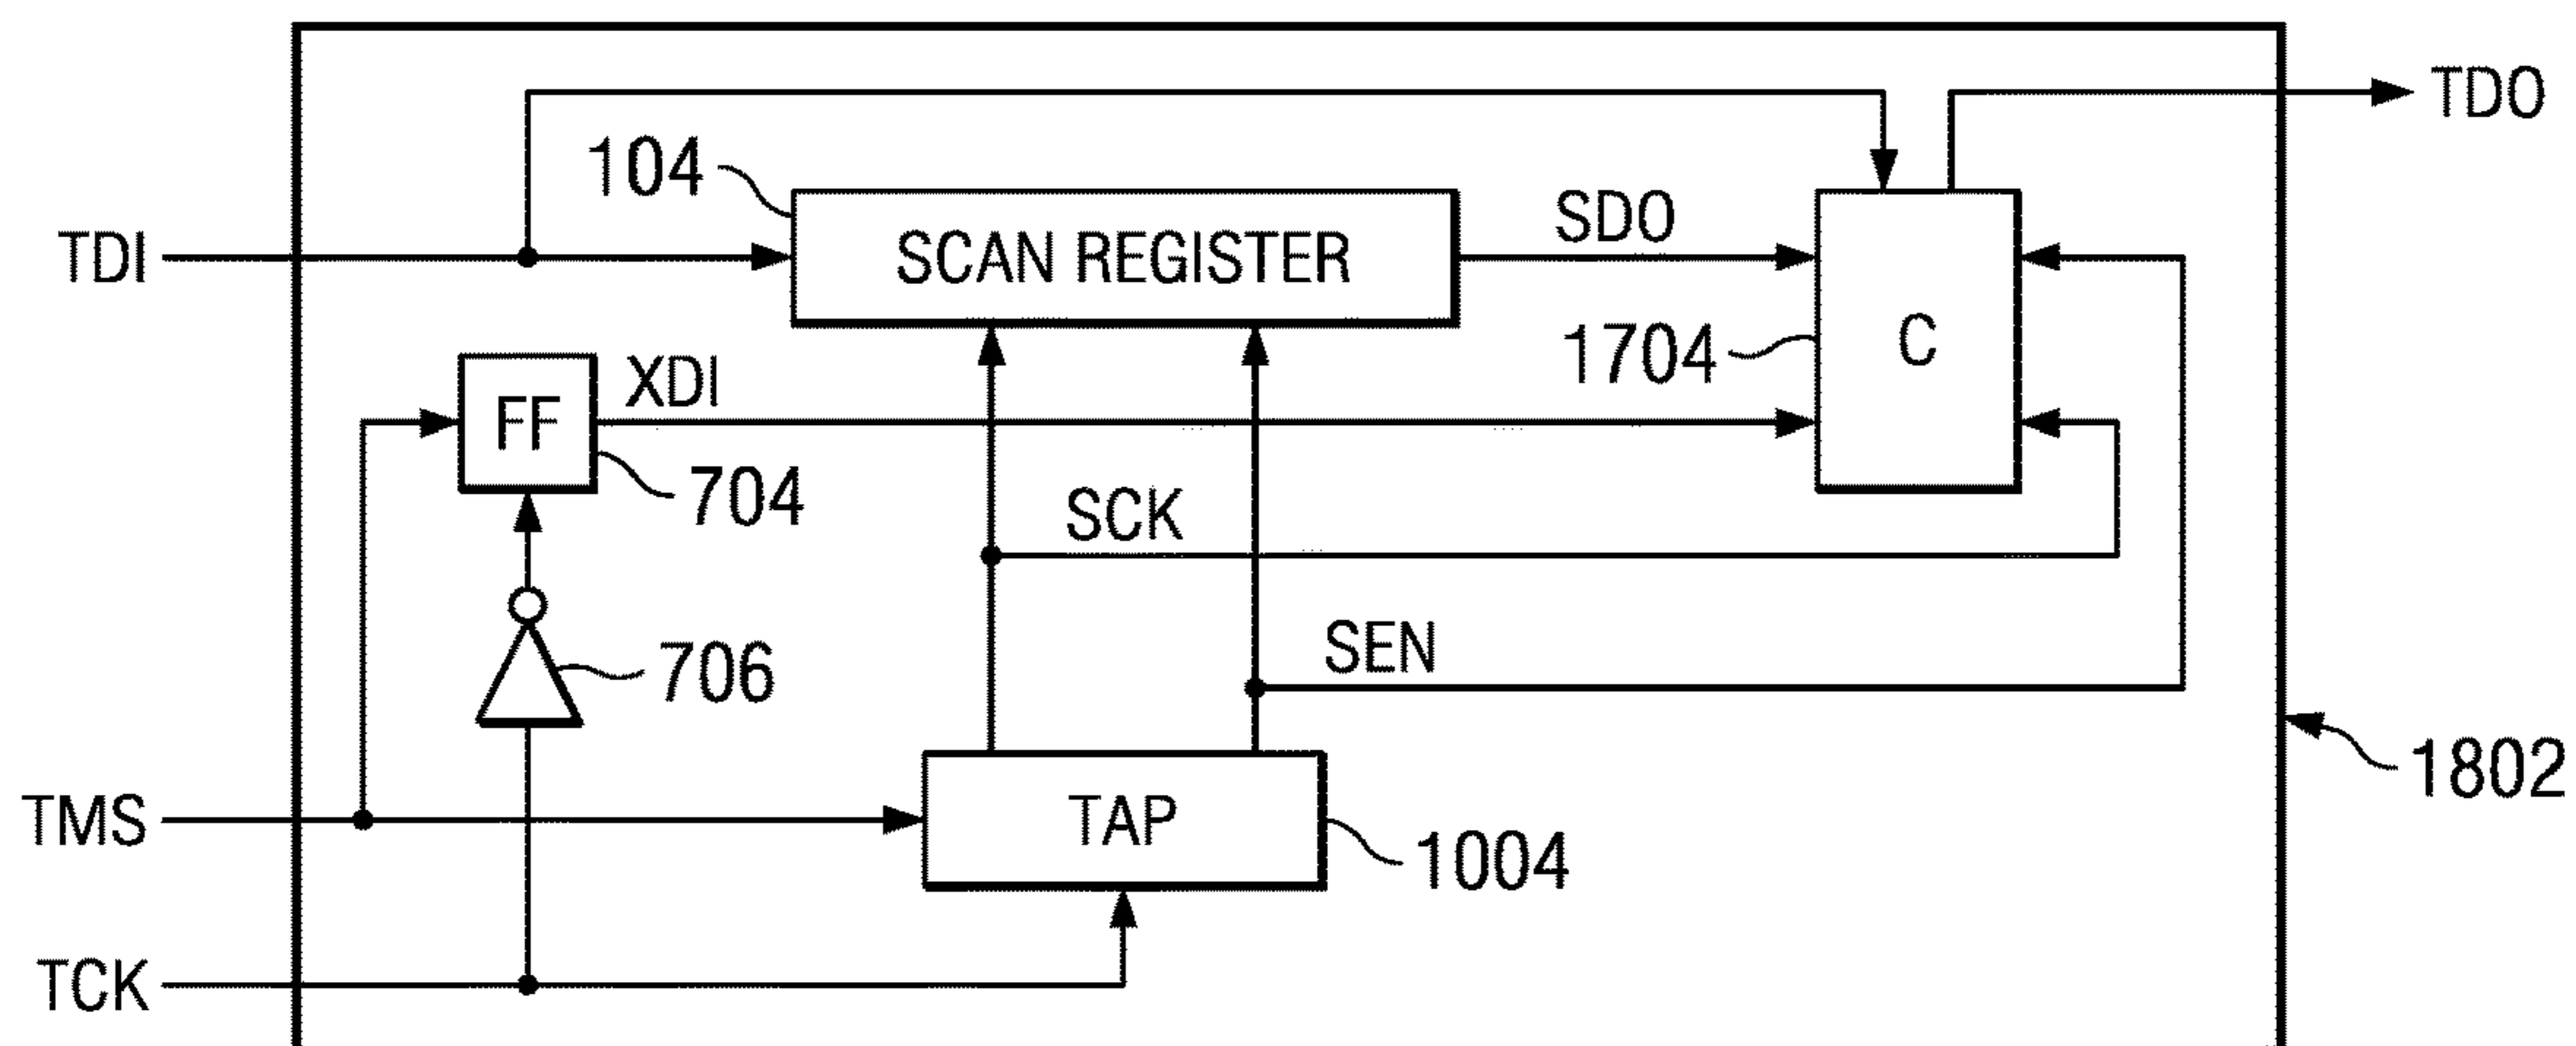 TDO
104
SDO
TDI
SCAN REGISTER
1704
C
XDI
FF
704
SCK
SEN
706
1802
TMS
TAP
1004
TCK